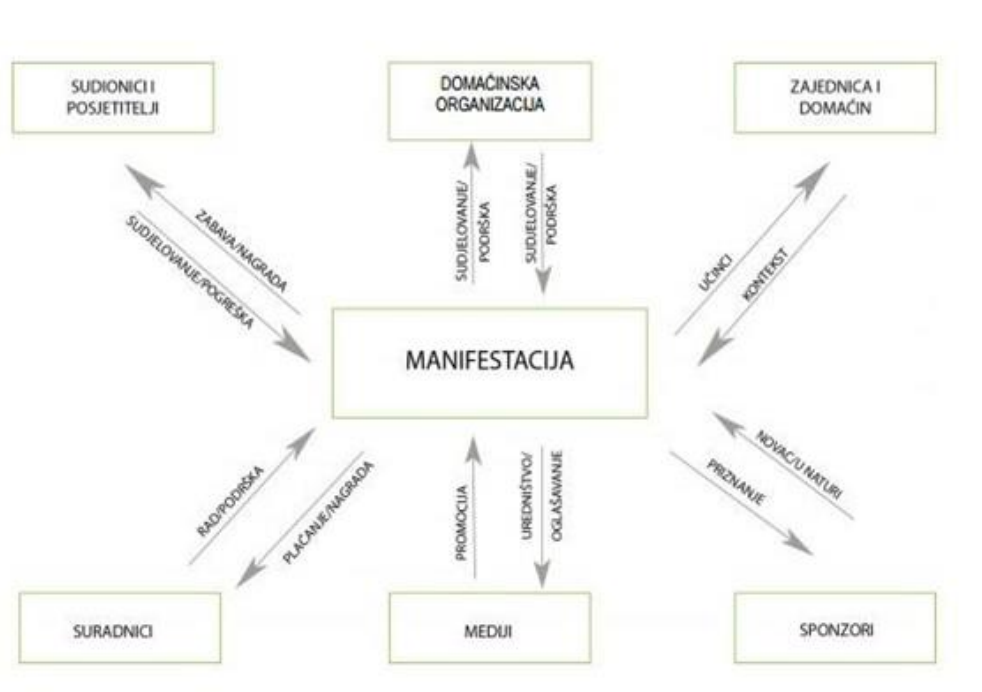 SUDIONICI I
POSJETITELJI
DOMAĆINSKA
ORGANIZACIJA
ZAJEDNICA I
DOMAĆIN
ZABAVA/NAGRADA
SUDJELOVANJE/POGREŠKA
SUDJELOVANJE/
PODRŠKA
SUDJELOVANJE/
PODRŠKA
UČINCI
KONTEKST
MANIFESTACIJA
RAD/PODRŠKA
PLAĆANJE/NAGRADA
PROMOCIJA
UREDNIŠTVO/
OGLAŠAVANJE
PRIZNANJE
NOVAC/U NATURI
SURADNICI
MEDIJI
SPONZORI